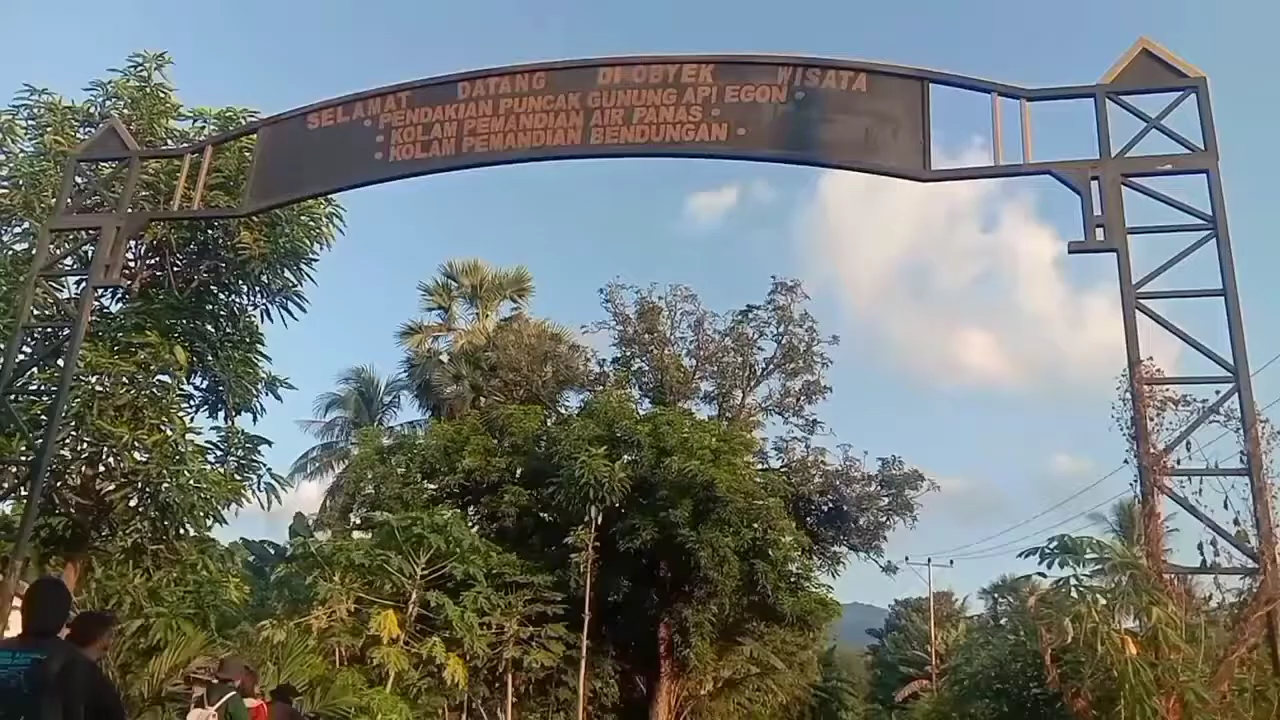 SELAMAT DATANG DI OBYEK WISATA
• PENDAKIAN PUNCAK GUNUNG API EGON •
• KOLAM PEMANDIAN AIR PANAS •
• KOLAM PEMANDIAN BENDUNGAN •